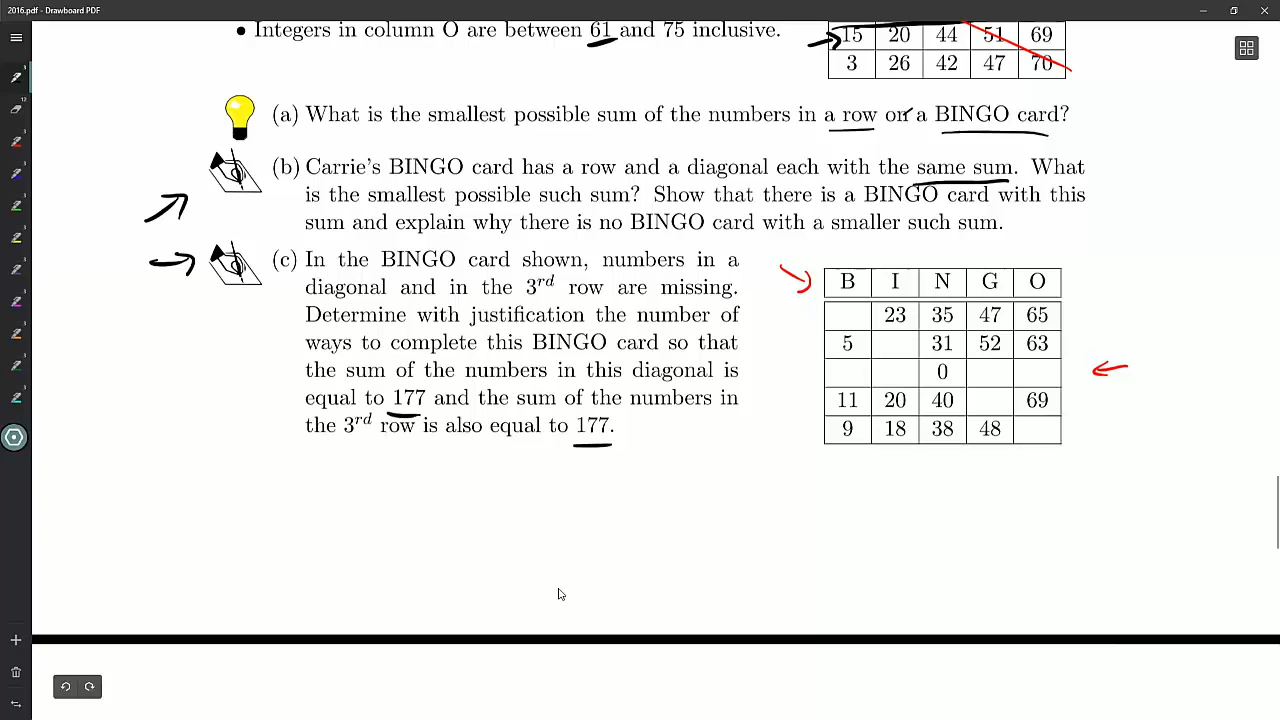 2016.pdf - Drawboard PDF
• Integers in column O are between 61 and 75 inclusive.
15 20 44 51 69
3 26 42 47 70
(a) What is the smallest possible sum of the numbers in a row on a BINGO card?
(b) Carrie's BINGO card has a row and a diagonal each with the same sum. What
is the smallest possible such sum? Show that there is a BINGO card with this
sum and explain why there is no BINGO card with a smaller such sum.
(c) In the BINGO card shown, numbers in a
diagonal and in the 3rd row are missing.
Determine with justification the number of
ways to complete this BINGO card so that
the sum of the numbers in this diagonal is
equal to 177 and the sum of the numbers in
the 3rd row is also equal to 177.
B I N G O
23 35 47 65
5 31 52 63
0
11 20 40 69
9 18 38 48